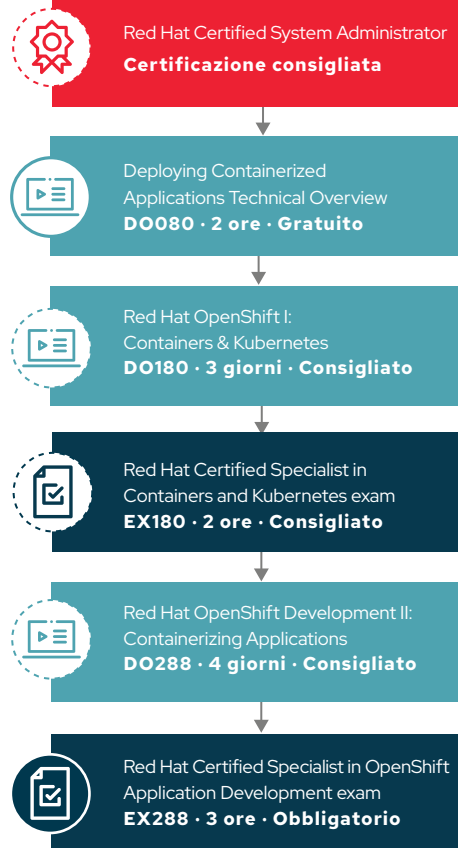 Red Hat Certified System Administrator
Certificazione consigliata
Deploying Containerized
Applications Technical Overview
DO080 · 2 ore · Gratuito
Red Hat OpenShift I:
Containers & Kubernetes
DO180 · 3 giorni · Consigliato
Red Hat Certified Specialist in
Containers and Kubernetes exam
EX180 · 2 ore · Consigliato
Red Hat OpenShift Development II:
Containerizing Applications
DO288 · 4 giorni · Consigliato
Red Hat Certified Specialist in OpenShift
Application Development exam
EX288 · 3 ore · Obbligatorio